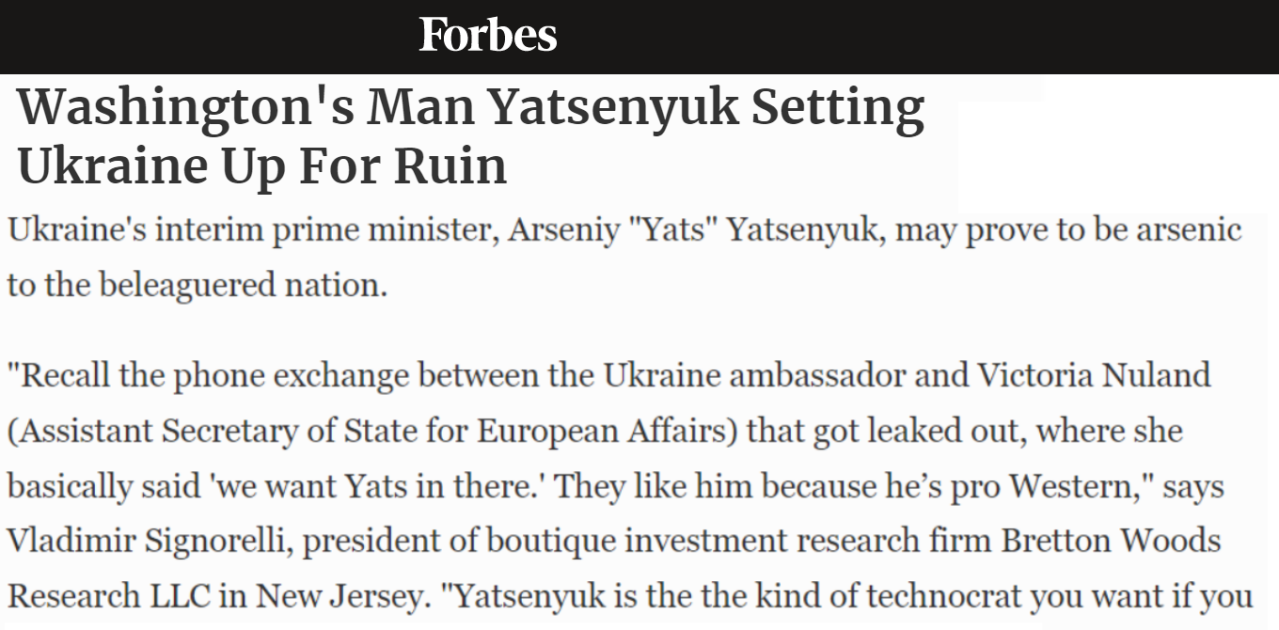 Forbes
Washington's Man Yatsenyuk Setting
Ukraine Up For Ruin
Ukraine's interim prime minister, Arseniy "Yats" Yatsenyuk, may prove to be arsenic
to the beleaguered nation.
"Recall the phone exchange between the Ukraine ambassador and Victoria Nuland
(Assistant Secretary of State for European Affairs) that got leaked out, where she
basically said 'we want Yats in there.' They like him because he’s pro Western," says
Vladimir Signorelli, president of boutique investment research firm Bretton Woods
Research LLC in New Jersey. "Yatsenyuk is the the kind of technocrat you want if you